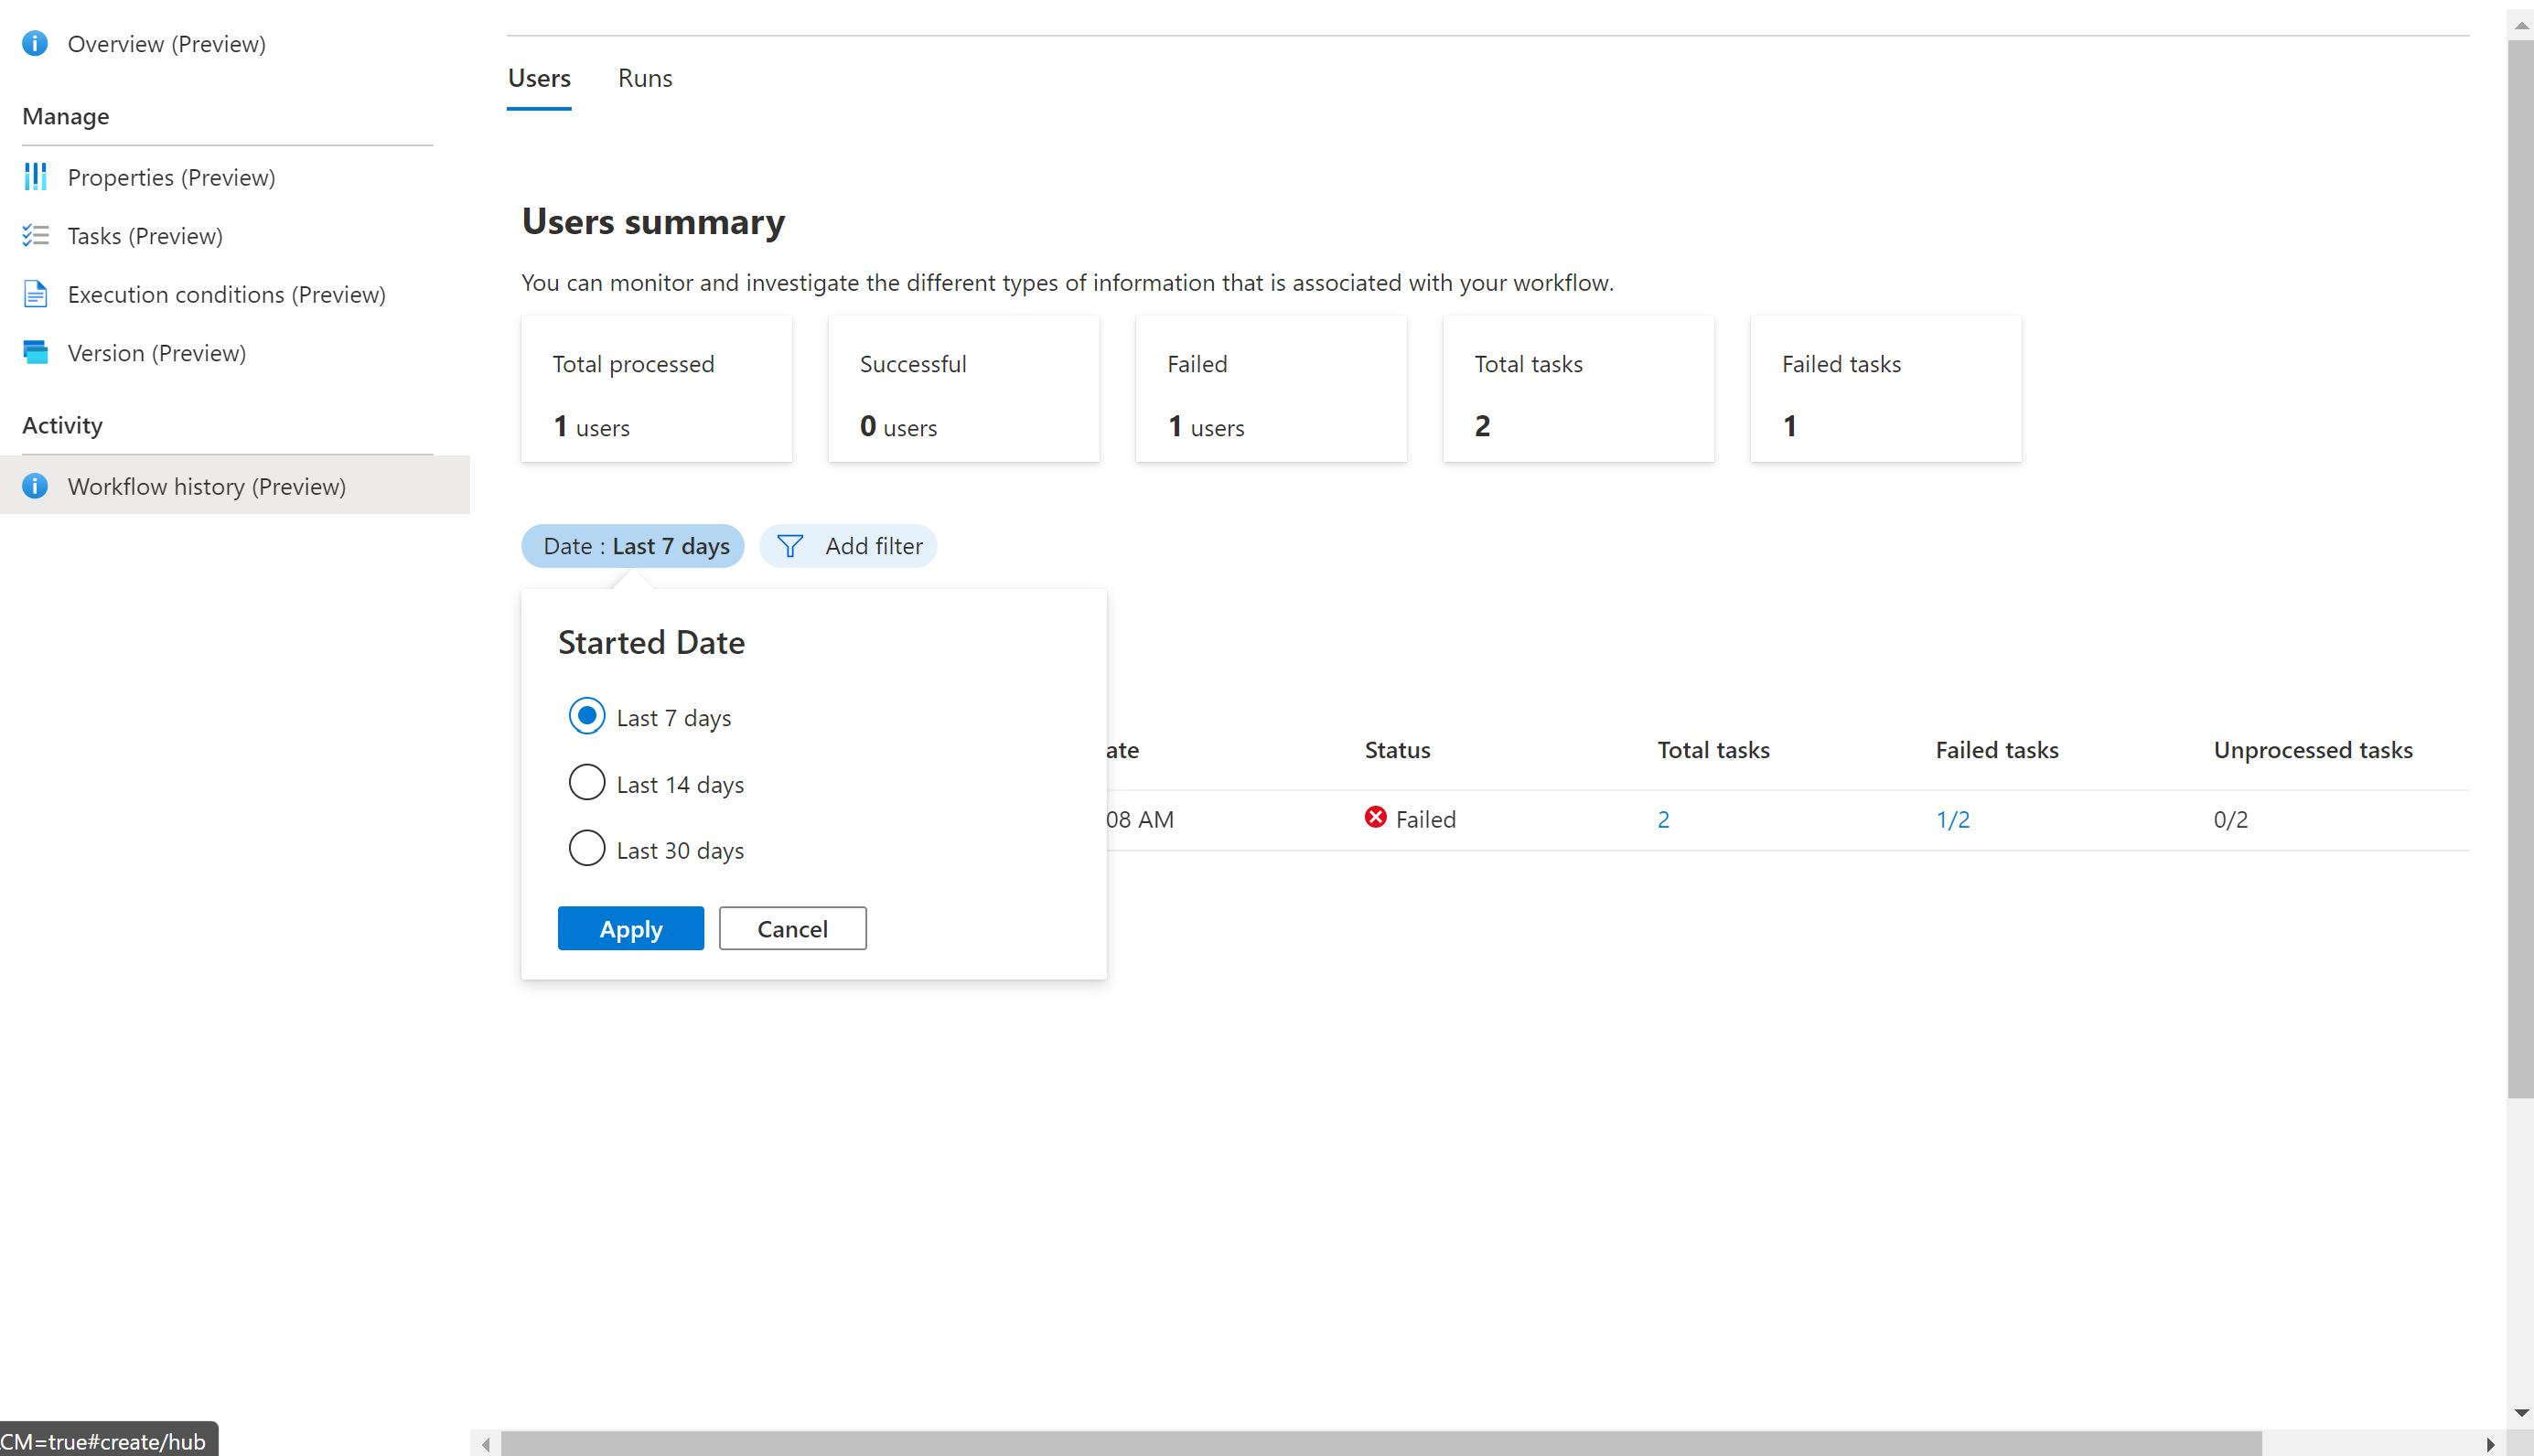 Overview (Preview)
Manage
Properties (Preview)
Tasks (Preview)
Execution conditions (Preview)
Version (Preview)
Activity
Workflow history (Preview)
Users Runs
Users summary
You can monitor and investigate the different types of information that is associated with your workflow.
Total processed Successful Failed Total tasks Failed tasks
1 users 0 users 1 users 2 1
Date : Last 7 days Add filter
Started Date
Last 7 days
Last 14 days
Last 30 days
Apply Cancel
ate Status Total tasks Failed tasks Unprocessed tasks
08 AM Failed 2 1/2 0/2
CM=true#create/hub